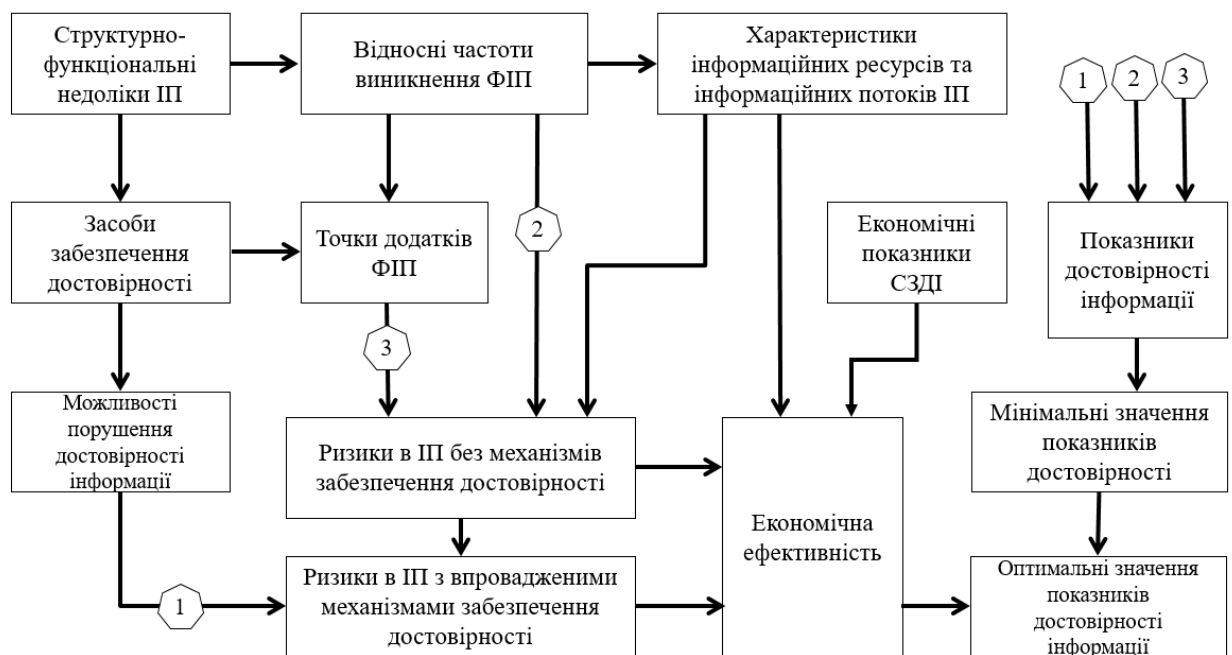 Структурно-
функціональні
недоліки ІП
Відносні частоти
виникнення ФІП
Характеристики
інформаційних ресурсів та
інформаційних потоків ІП
1
2
3
Засоби
забезпечення
достовірності
Точки додатків
ФІП
2
Економічні
показники
СЗДІ
Показники
достовірності
інформації
3
Можливості
порушення
достовірності
інформації
Ризики в ІП без механізмів
забезпечення достовірності
Мінімальні значення
показників
достовірності
Економічна
ефективність
1
Ризики в ІП з впровадженими
механізмами забезпечення
достовірності
Оптимальні значення
показників
достовірності
інформації